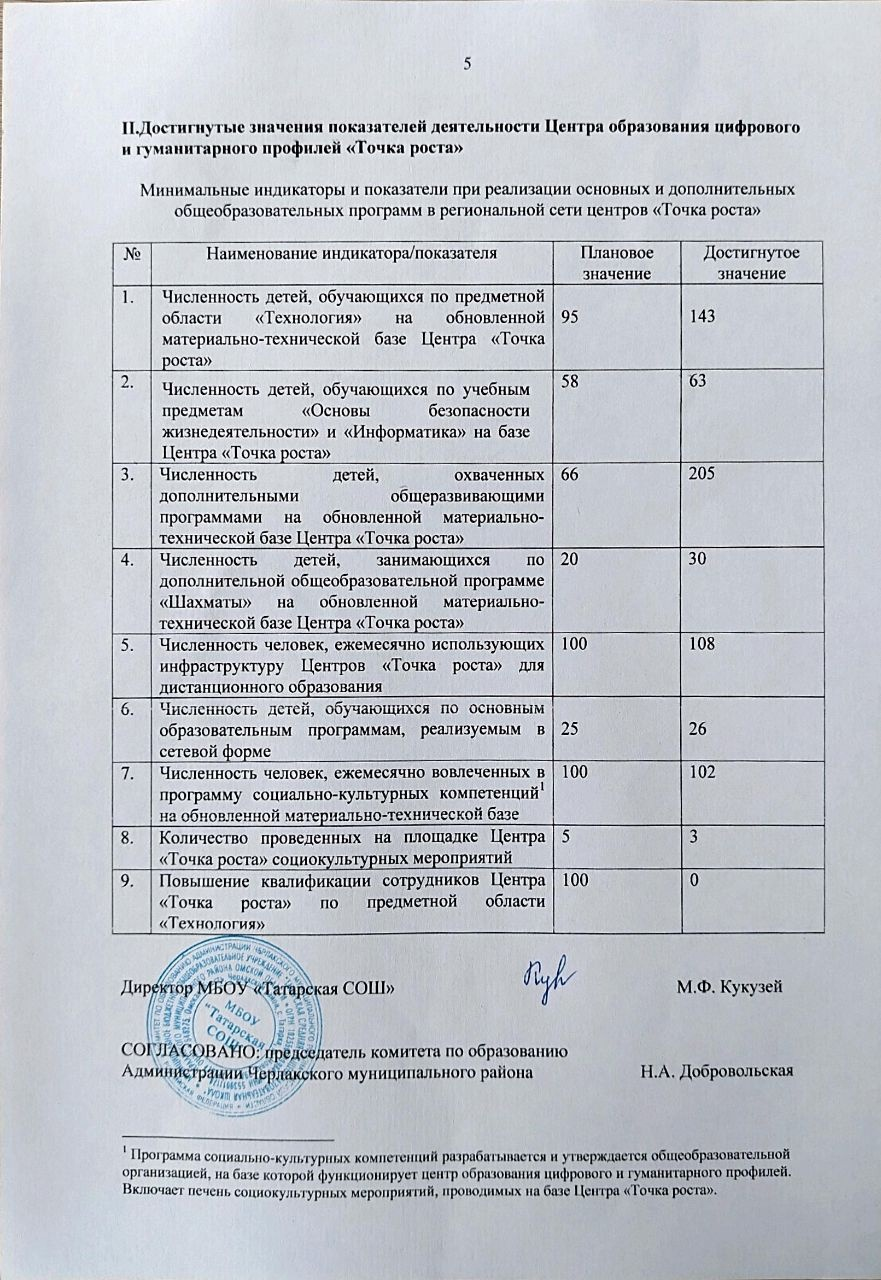 5
II.Достигнутые значения показателей деятельности Центра образования цифрового
и гуманитарного профилей «Точка роста»
Минимальные индикаторы и показатели при реализации основных и дополнительных
общеобразовательных программ в региональной сети центров «Точка роста»
№ Наименование индикатора/показателя Плановое Достигнутое
значение значение
1. Численность детей, обучающихся по предметной
области «Технология» на обновленной 95 143
материально-технической базе Центра «Точка
роста»
2. Численность детей, обучающихся по учебным 58 63
предметам «Основы безопасности
жизнедеятельности» и «Информатика» на базе
Центра «Точка роста»
3. Численность детей, охваченных 66 205
дополнительными общеразвивающими
программами на обновленной материально-
технической базе Центра «Точка роста»
4. Численность детей, занимающихся по 20 30
дополнительной общеобразовательной программе
«Шахматы» на обновленной материально-
технической базе Центра «Точка роста»
5. Численность человек, ежемесячно использующих 100 108
инфраструктуру Центров «Точка роста» для
дистанционного образования
6. Численность детей, обучающихся по основным
образовательным программам, реализуемым в 25 26
сетевой форме
7. Численность человек, ежемесячно вовлеченных в 100 102
программу социально-культурных компетенций1
на обновленной материально-технической базе
8. Количество проведенных на площадке Центра 5 3
«Точка роста» социокультурных мероприятий
9. Повышение квалификации сотрудников Центра 100 0
«Точка роста» по предметной области
«Технология»
Директор МБОУ «Татарская СОШ» М.Ф. Кукузей
МБОУ
"Татарская
СОШ"
СОГЛАСОВАНО: председатель комитета по образованию
Администрации Черлакского муниципального района Н.А. Добровольская
1 Программа социально-культурных компетенций разрабатывается и утверждается общеобразовательной
организацией, на базе которой функционирует центр образования цифрового и гуманитарного профилей.
Включает печень социокультурных мероприятий, проводимых на базе Центра «Точка роста».